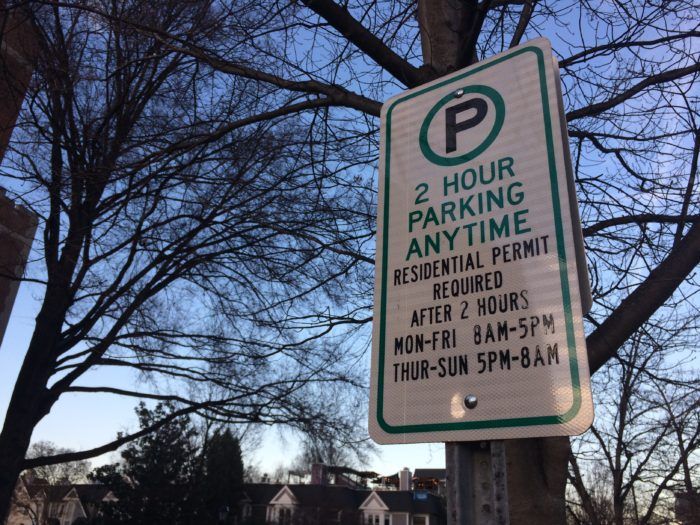 P
2 HOUR
PARKING
ANYTIME
RESIDENTIAL PERMIT
REQUIRED
AFTER 2 HOURS
MON-FRI 8AM-5PM
THUR-SUN 5PM-8AM